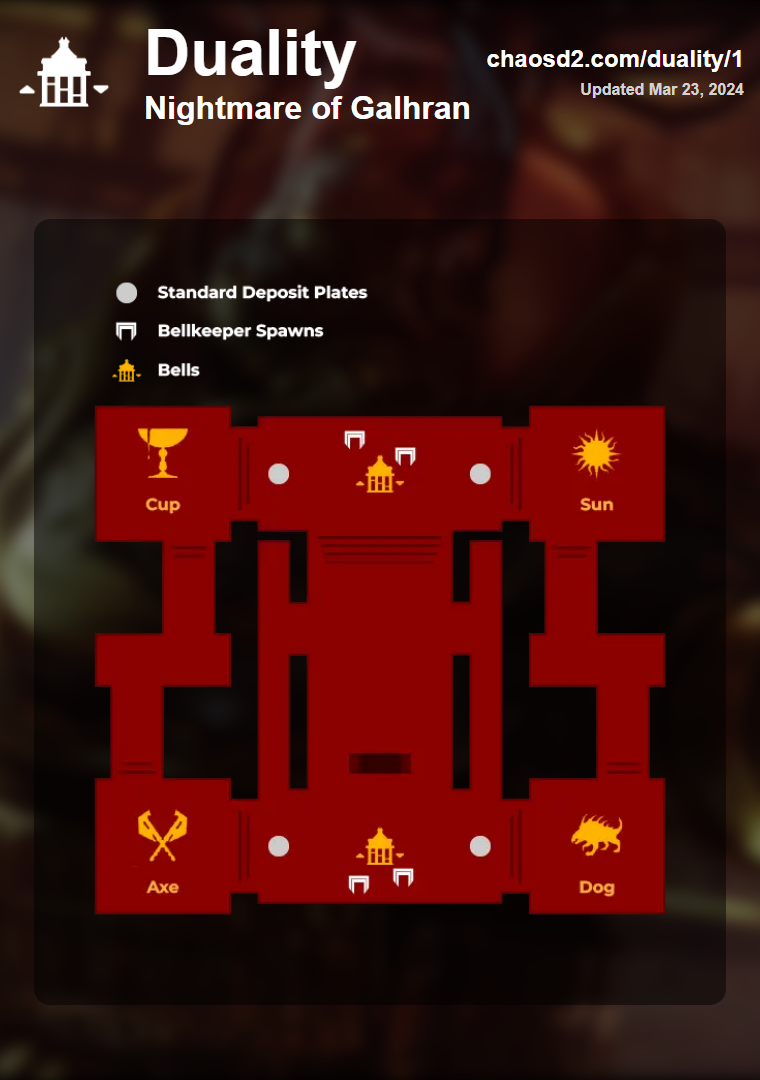 Duality
Nightmare of Galhran
chaosd2.com/duality/1
Updated Mar 23, 2024
Standard Deposit Plates
Bellkeeper Spawns
Bells
Cup
Sun
Axe
Dog